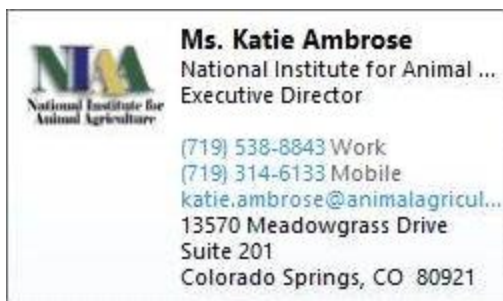 NIAA
National Institute for
Animal Agriculture
Ms. Katie Ambrose
National Institute for Animal ...
Executive Director
(719) 538-8843 Work
(719) 314-6133 Mobile
katie.ambrose@animalagricul...
13570 Meadowgrass Drive
Suite 201
Colorado Springs, CO 80921